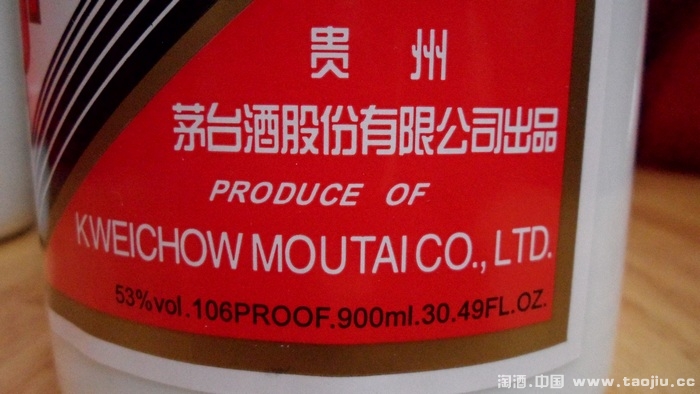 贵 州
茅台酒股份有限公司出品
PRODUCE OF
KWEICHOW MOUTAI CO., LTD.
53%vol.106PROOF.900ml.30.49FL.OZ.
淘酒.中国 www.taojiu.cc